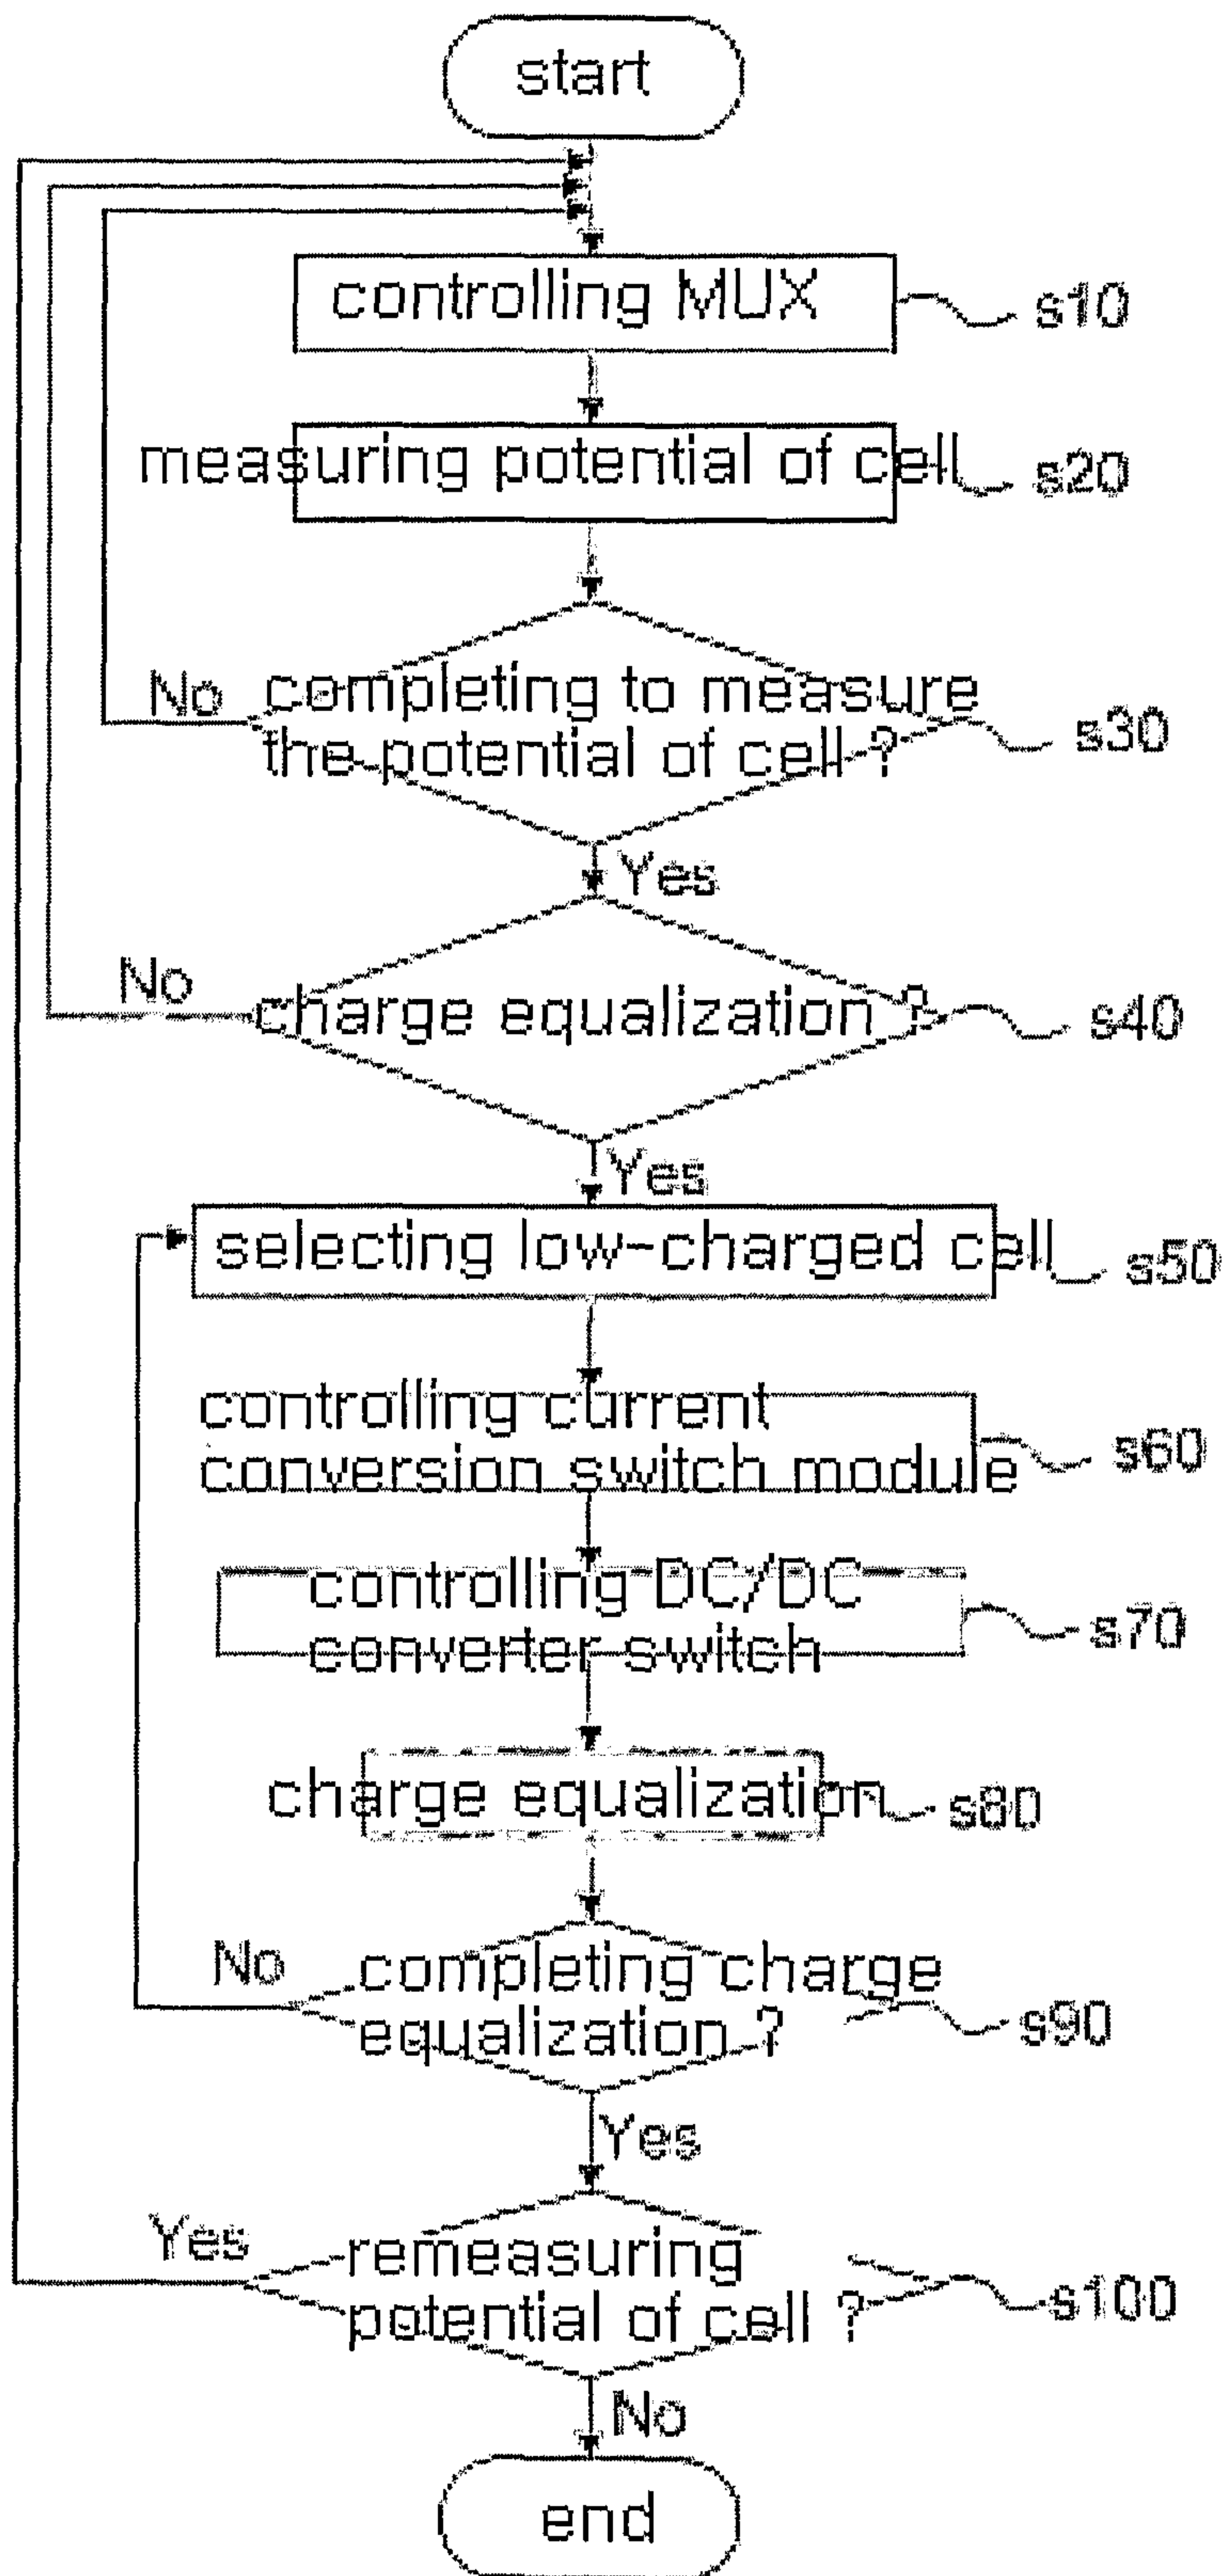 start
controlling MUX
s10
measuring potential of cell
s20
No
completing to measure
the potential of cell ?
s30
Yes
No
charge equalization ?
s40
Yes
selecting low-charged cell
s50
controlling current
conversion switch module
s60
controlling DC/DC
converter switch
s70
charge equalization
s80
No
completing charge
equalization ?
s90
Yes
Yes
remeasuring
potential of cell ?
s100
No
end